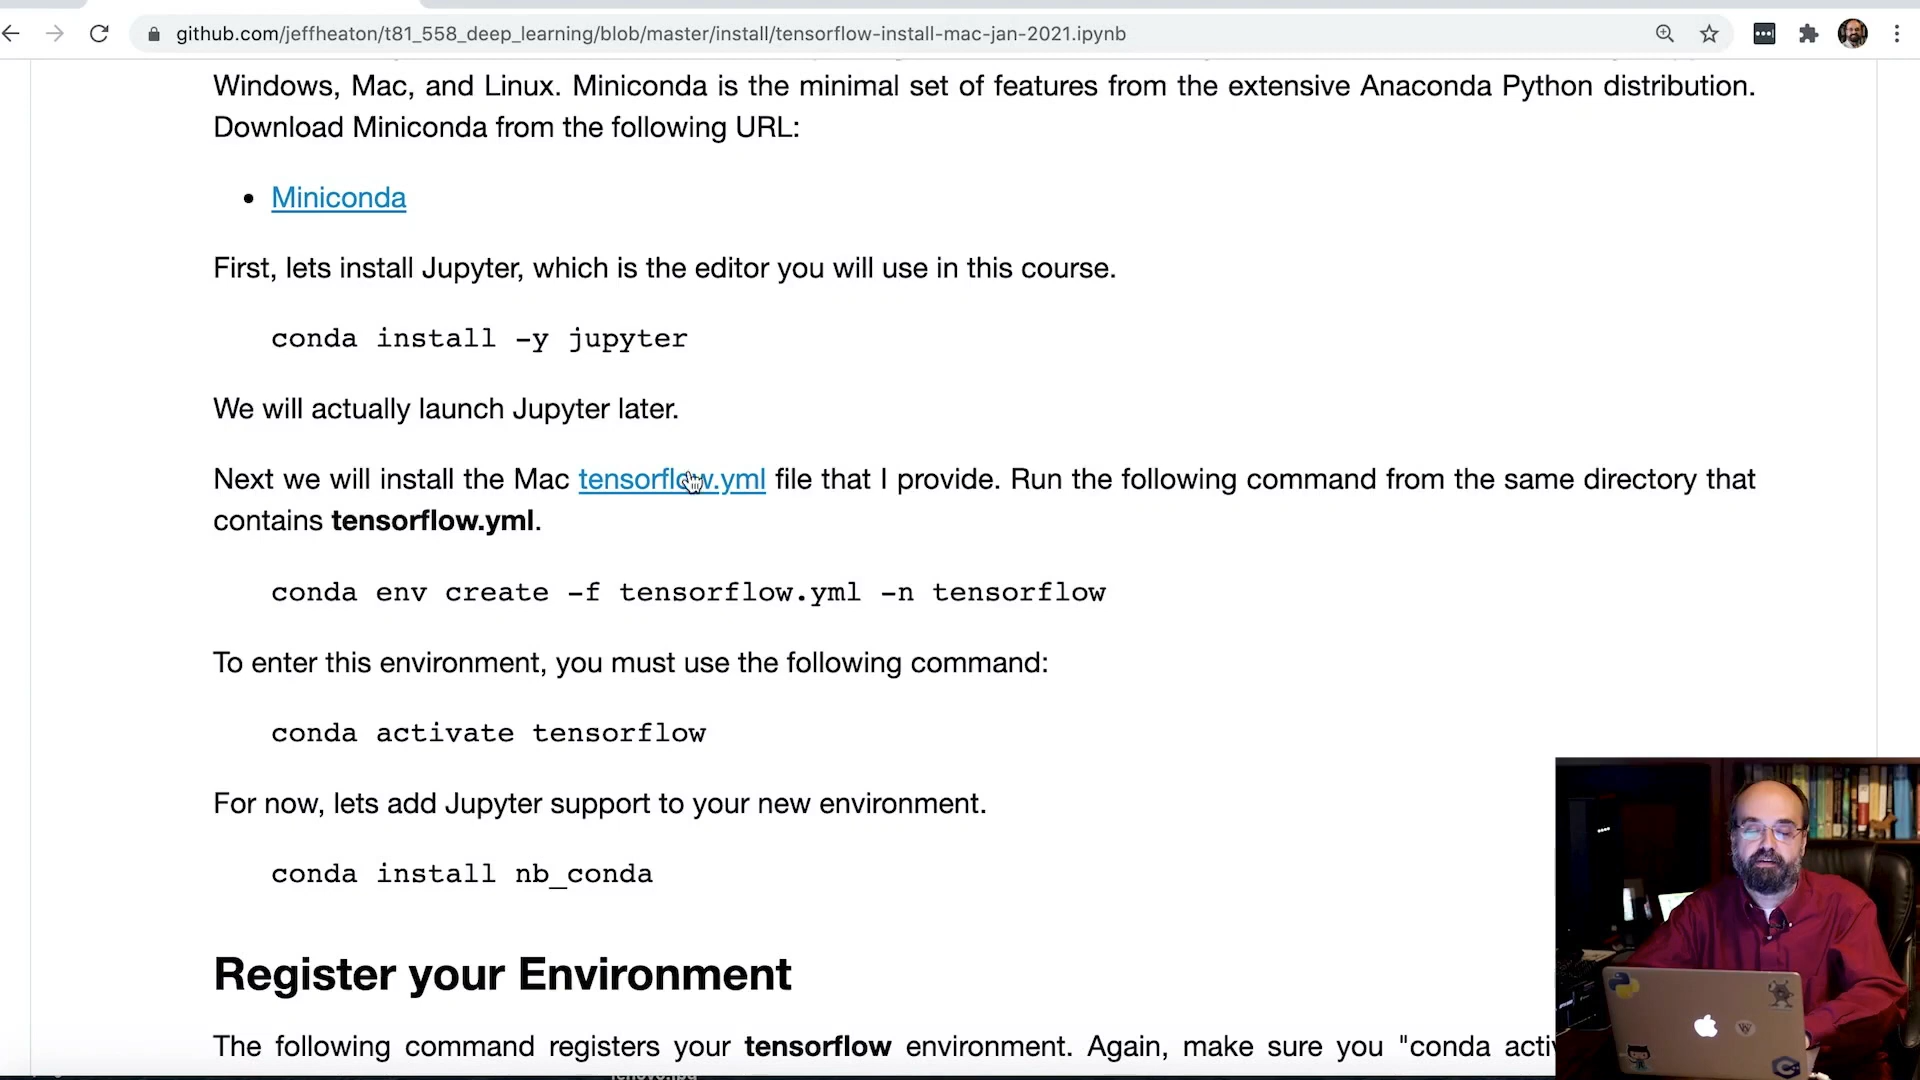 github.com/jeffheaton/t81_558_deep_learning/blob/master/install/tensorflow-install-mac-jan-2021.ipynb
Windows, Mac, and Linux. Miniconda is the minimal set of features from the extensive Anaconda Python distribution.
Download Miniconda from the following URL:
• Miniconda
First, lets install Jupyter, which is the editor you will use in this course.
conda install -y jupyter
We will actually launch Jupyter later.
Next we will install the Mac tensorflow.yml file that I provide. Run the following command from the same directory that
contains tensorflow.yml.
conda env create -f tensorflow.yml -n tensorflow
To enter this environment, you must use the following command:
conda activate tensorflow
For now, lets add Jupyter support to your new environment.
conda install nb_conda
Register your Environment
The following command registers your tensorflow environment. Again, make sure you "conda